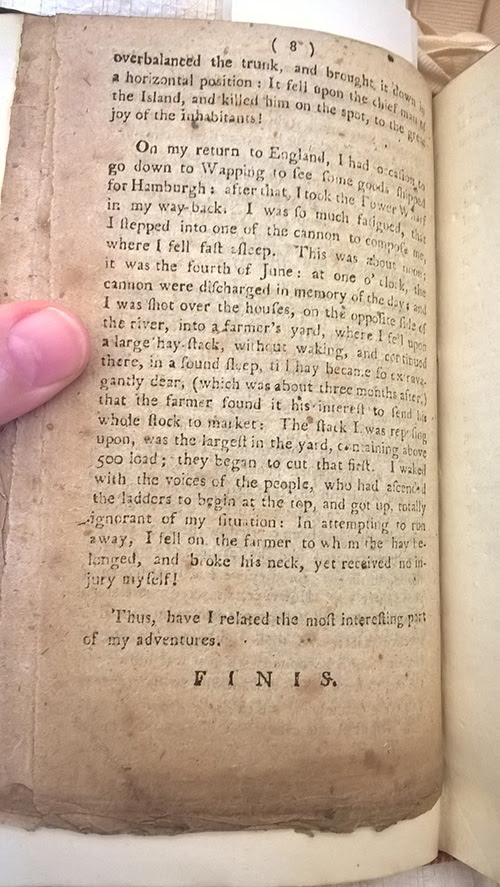 ( 8 )
overbalanced the trunk, and brought it down in
a horizontal position : It fell upon the chief man of
the Island, and killed him on the spot, to the great
joy of the inhabitants!
On my return to England, I had occasion to
go down to Wapping to ſee ſome goods ſhipped
for Hamburgh : after that, I took the Tower Wharf
in my way back. I was ſo much fatigued, that
I ſtepped into one of the cannon to compoſe me,
where I fell faſt aſleep. This was about noon;
it was the fourth of June : at one o' clock, the
cannon were diſcharged in memory of the day; and
I was ſhot over the houſes, on the oppoſite ſide of
the river, into a farmer's yard, where I fell upon
a large hay-ſtack, without waking, and continued
there, in a ſound ſleep, til hay became ſo extrava-
gantly dear, (which was about three months after,)
that the farmer found it his intereſt to ſend his
whole ſtock to market : The ſtack I was repoſing
upon, was the largeſt in the yard, containing above
500 load ; they began to cut that firſt. I waked
with the voices of the people, who had aſcended
the ladders to begin at the top, and got up, totally
ignorant of my ſituation : In attempting to run
away, I fell on the farmer to whom the hay be-
longed, and broke his neck, yet received no in-
jury myſelf!
Thus, have I related the moſt intereſting part
of my adventures.
F I N I S.